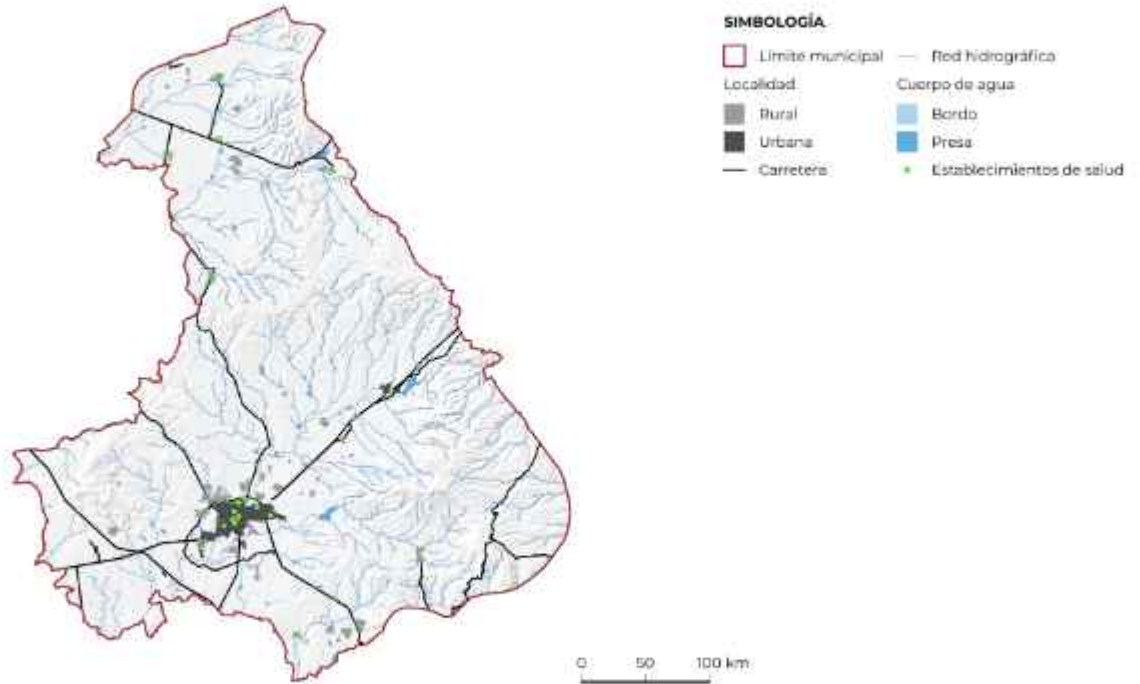 SIMBOLOGÍA
Límite municipal
Red hidrográfica
Localidad
Cuerpo de agua
Rural
Bordo
Urbana
Presa
Carretera
Establecimientos de salud
0 50 100 km